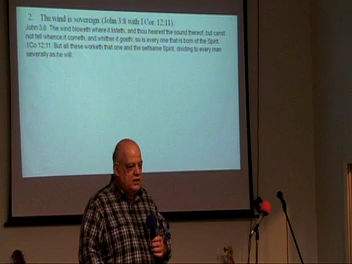 2. The wind is sovereign (John 3:8 with I Cor. 12:11).
John 3:8 The wind bloweth where it listeth, and thou hearest the sound thereof, but canst
not tell whence it cometh, and whither it goeth: so is every one that is born of the Spirit.
1Co 12:11 But all these worketh that one and the selfsame Spirit, dividing to every man
severally as he will.